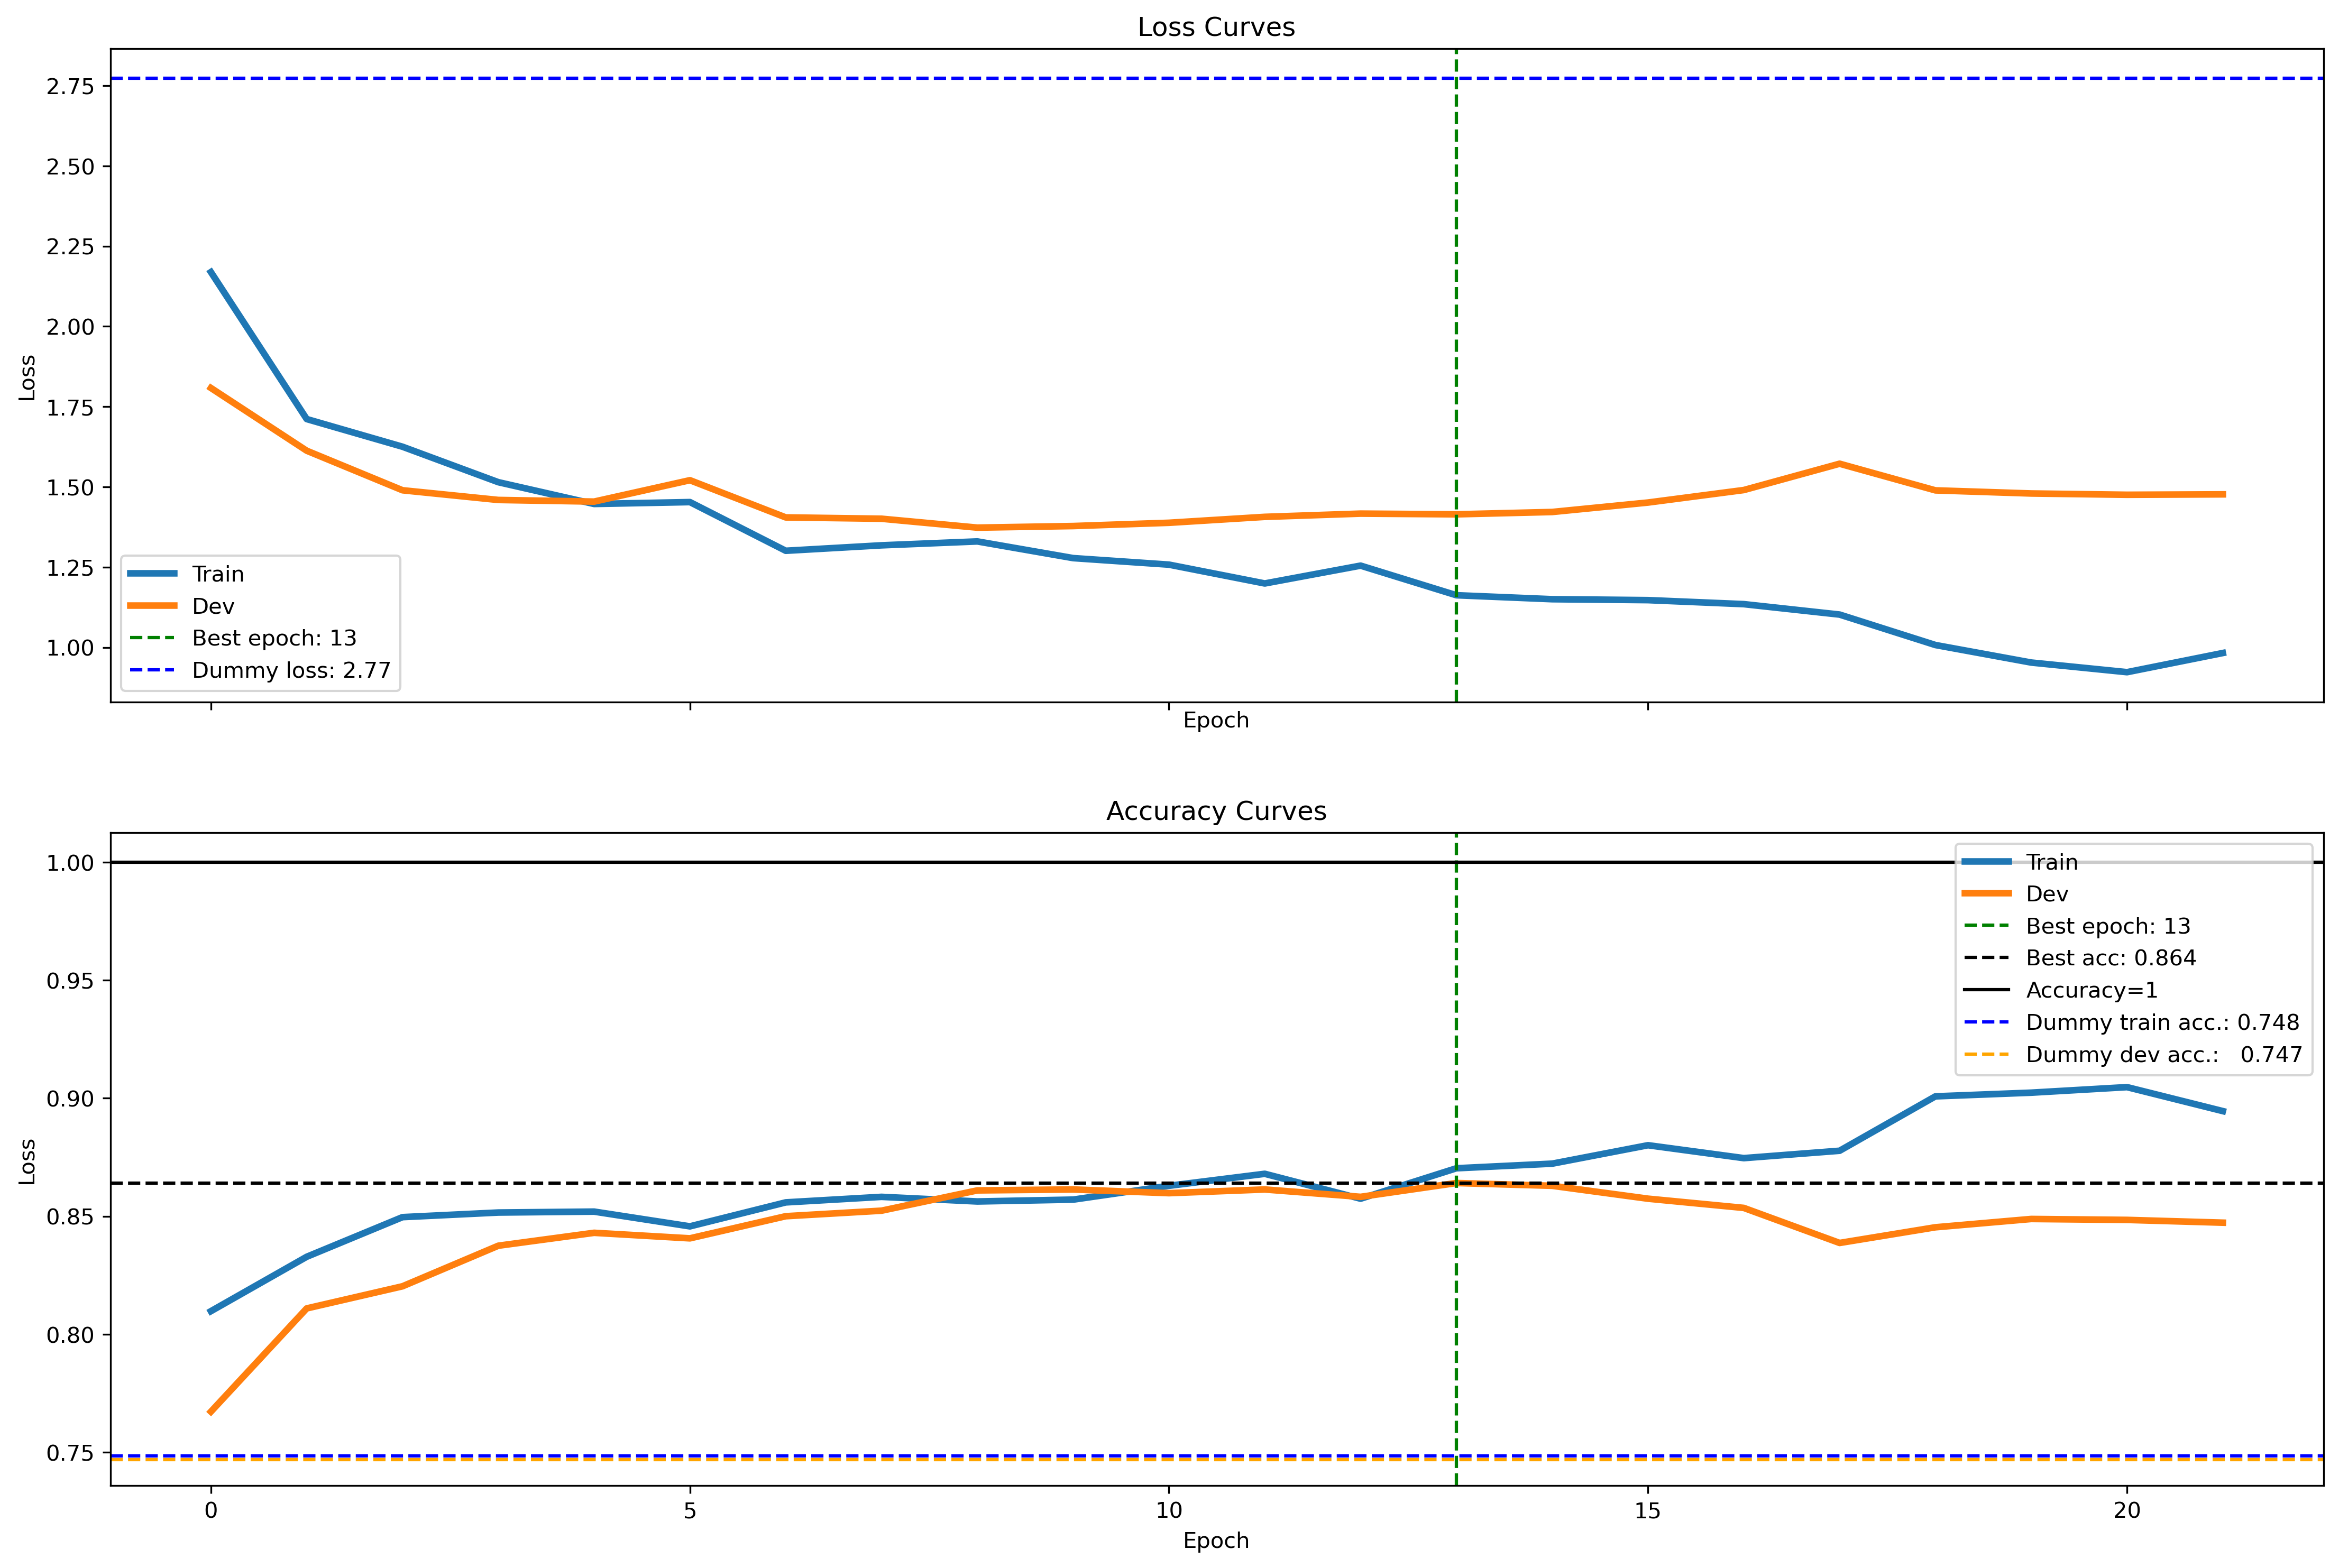 Loss Curves
2.75
2.50
2.25
2.00
1.75
1.50
1.25
1.00
Loss
Train
Dev
Best epoch: 13
Dummy loss: 2.77
Epoch
Accuracy Curves
1.00
0.95
0.90
0.85
0.80
0.75
Loss
Train
Dev
Best epoch: 13
Best acc: 0.864
Accuracy=1
Dummy train acc.: 0.748
Dummy dev acc.:   0.747
0 5 10 15 20
Epoch